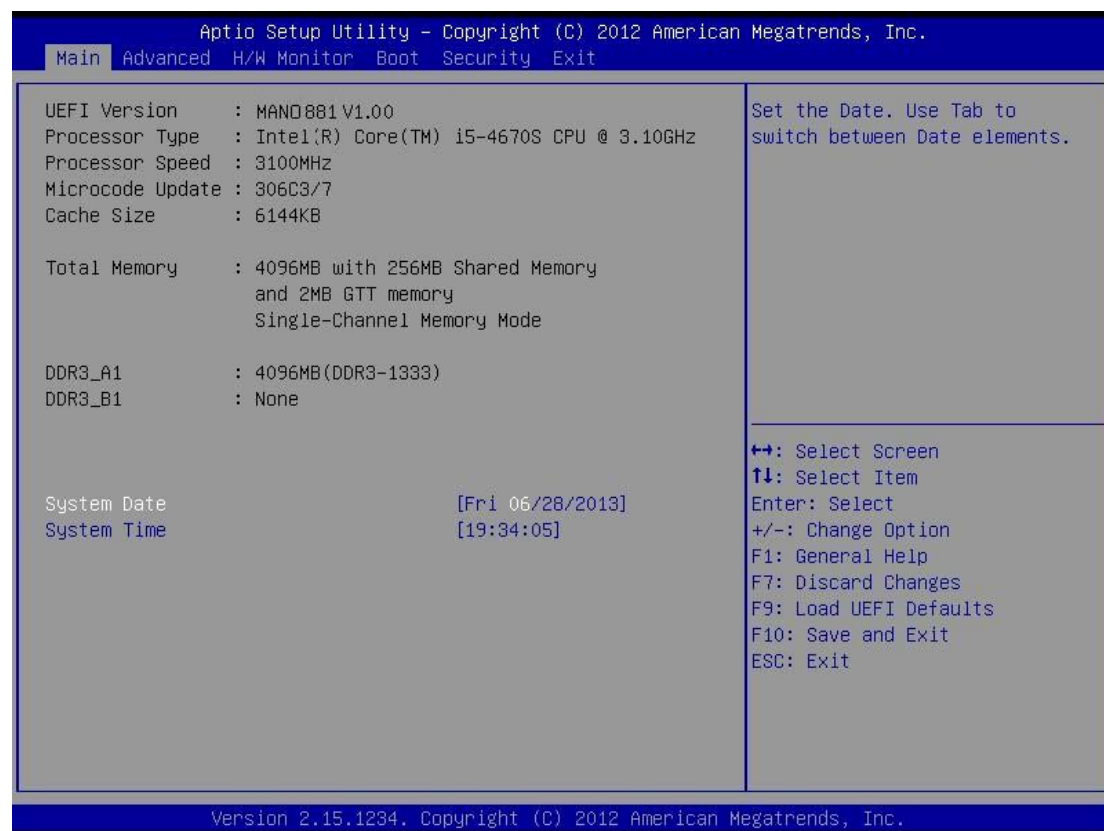 Aptio Setup Utility – Copyright (C) 2012 American Megatrends, Inc.
Main Advanced H/W Monitor Boot Security Exit
UEFI Version : MANO881 V1.00
Processor Type : Intel(R) Core(TM) i5-4670S CPU @ 3.10GHz
Processor Speed : 3100MHz
Microcode Update : 306C3/7
Cache Size : 6144KB
Total Memory : 4096MB with 256MB Shared Memory
and 2MB GTT memory
Single-Channel Memory Mode
DDR3_A1 : 4096MB(DDR3-1333)
DDR3_B1 : None
System Date [Fri 06/28/2013]
System Time [19:34:05]
Set the Date. Use Tab to
switch between Date elements.
↔: Select Screen
↑↓: Select Item
Enter: Select
+/-: Change Option
F1: General Help
F7: Discard Changes
F9: Load UEFI Defaults
F10: Save and Exit
ESC: Exit
Version 2.15.1234. Copyright (C) 2012 American Megatrends, Inc.